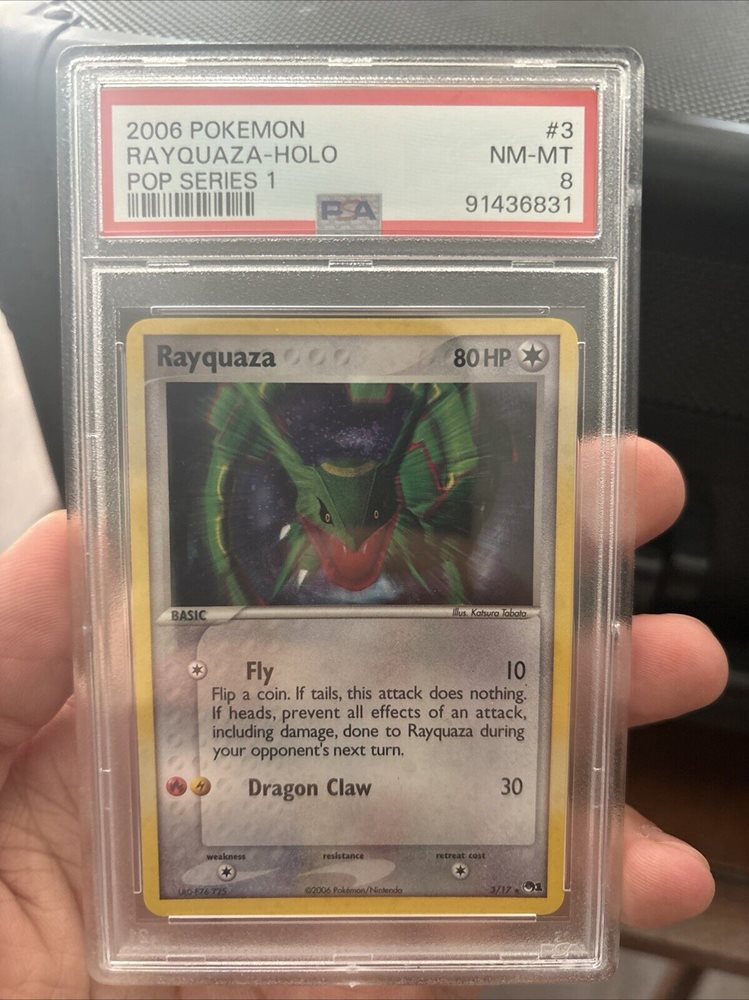 2006 POKEMON #3
RAYQUAZA-HOLO NM-MT
POP SERIES 1 8
PSA 91436831
Rayquaza 80 HP
BASIC Illus. Katsura Tabata
Fly 10
Flip a coin. If tails, this attack does nothing.
If heads, prevent all effects of an attack,
including damage, done to Rayquaza during
your opponent's next turn.
Dragon Claw 30
weakness resistance retreat cost
©2006 Pokémon/Nintendo 3/17